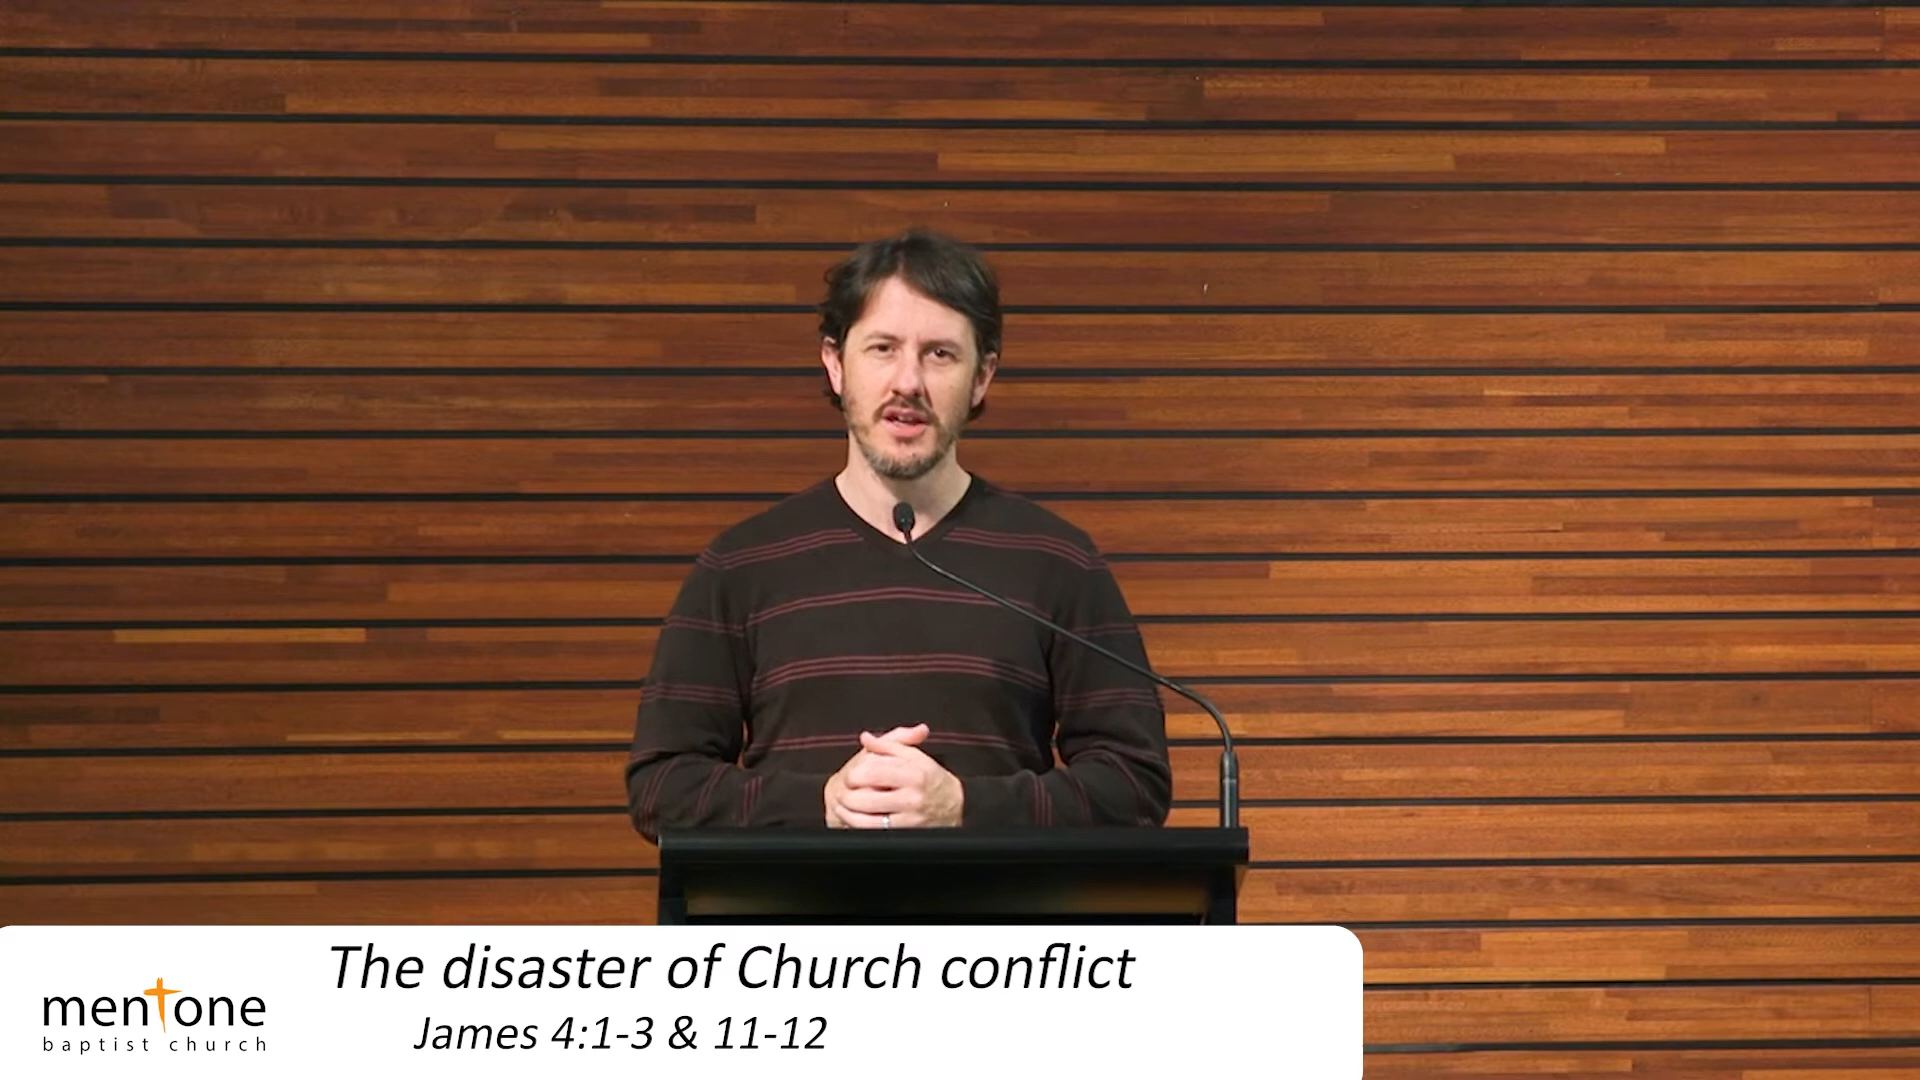 The disaster of Church conflict
James 4:1-3 & 11-12
mentone
baptist church